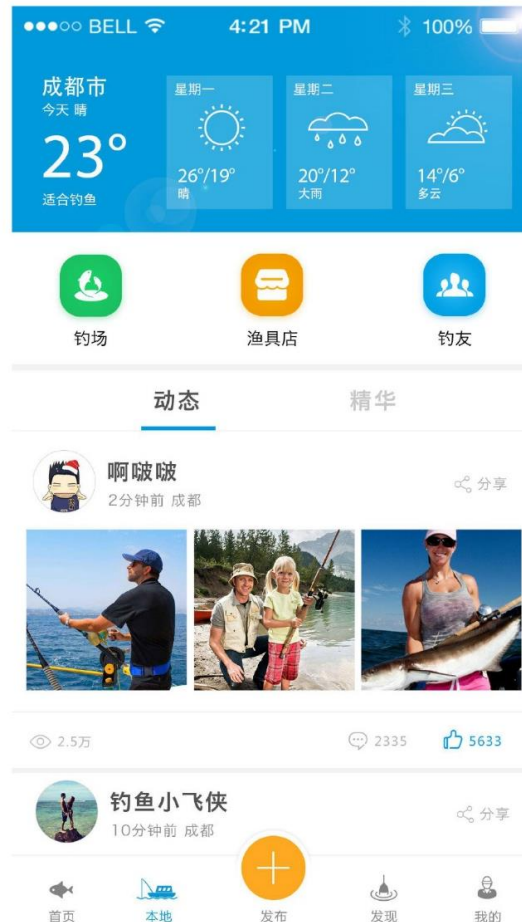 BELL 4:21 PM 100%
成都市
今天 晴
23°
适合钓鱼
星期一
26°/19°
晴
星期二
20°/12°
大雨
星期三
14°/6°
多云
钓场 渔具店 钓友
动态 精华
啊啵啵
2分钟前 成都
分享
2.5万 2335 5633
钓鱼小飞侠
10分钟前 成都
分享
首页 本地 发布 发现 我的